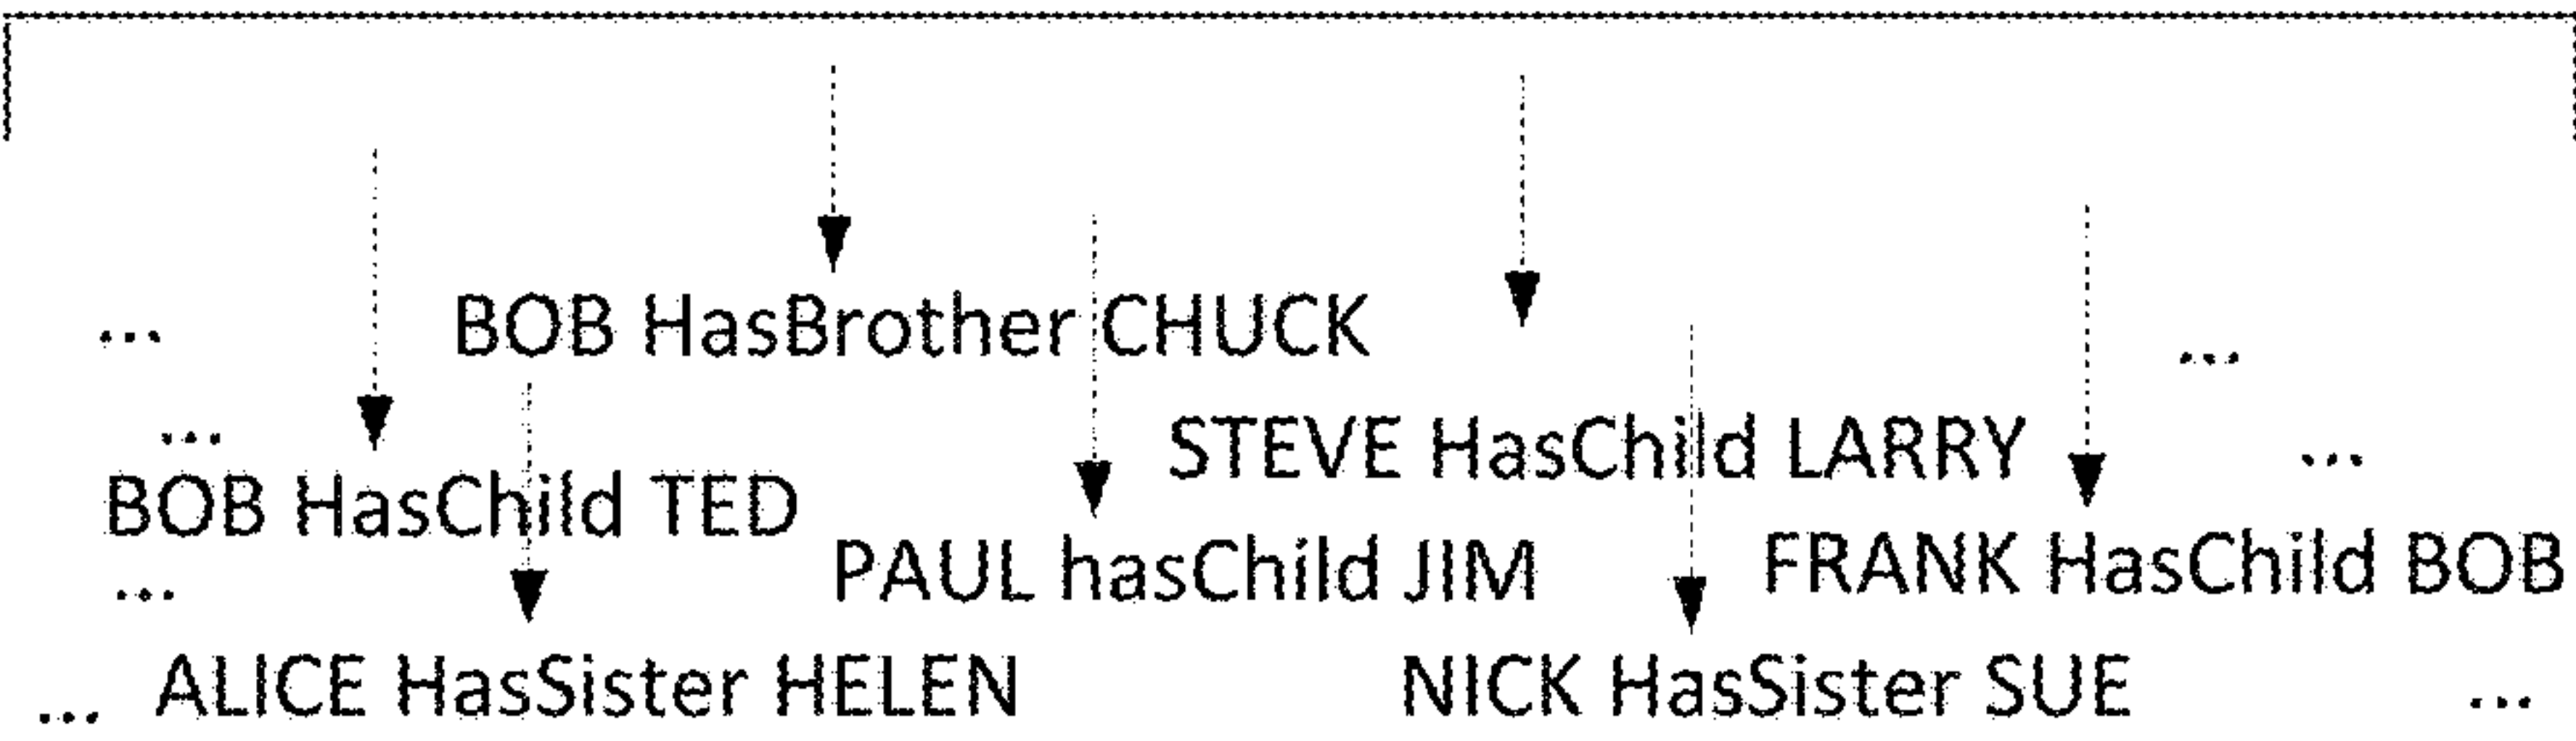 ... BOB HasBrother CHUCK ...
... STEVE HasChild LARRY ...
BOB HasChild TED
... PAUL hasChild JIM FRANK HasChild BOB
... ALICE HasSister HELEN NICK HasSister SUE ...